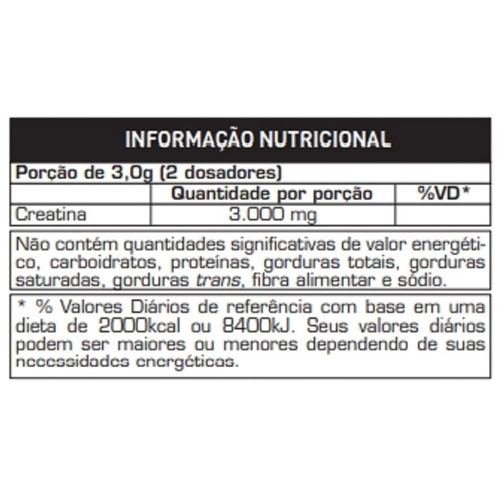 INFORMAÇÃO NUTRICIONAL
Porção de 3,0g (2 dosadores)
Quantidade por porção %VD*
Creatina 3.000 mg
Não contém quantidades significativas de valor energéti-
co, carboidratos, proteínas, gorduras totais, gorduras
saturadas, gorduras trans, fibra alimentar e sódio.
* % Valores Diários de referência com base em uma
dieta de 2000kcal ou 8400kJ. Seus valores diários
podem ser maiores ou menores dependendo de suas
necessidades energéticas.